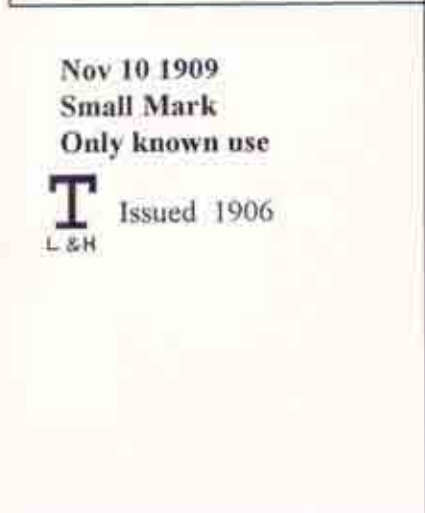 Nov 10 1909
Small Mark
Only known use
T Issued 1906
L &H